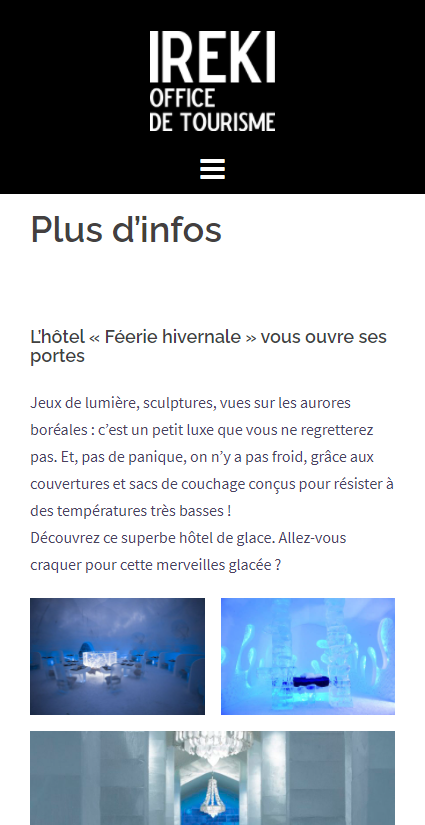 IREKI
OFFICE
DE TOURISME
Plus d’infos
L’hôtel « Féerie hivernale » vous ouvre ses
portes
Jeux de lumière, sculptures, vues sur les aurores
boréales : c’est un petit luxe que vous ne regretterez
pas. Et, pas de panique, on n’y a pas froid, grâce aux
couvertures et sacs de couchage conçus pour résister à
des températures très basses !
Découvrez ce superbe hôtel de glace. Allez-vous
craquer pour cette merveilles glacée ?